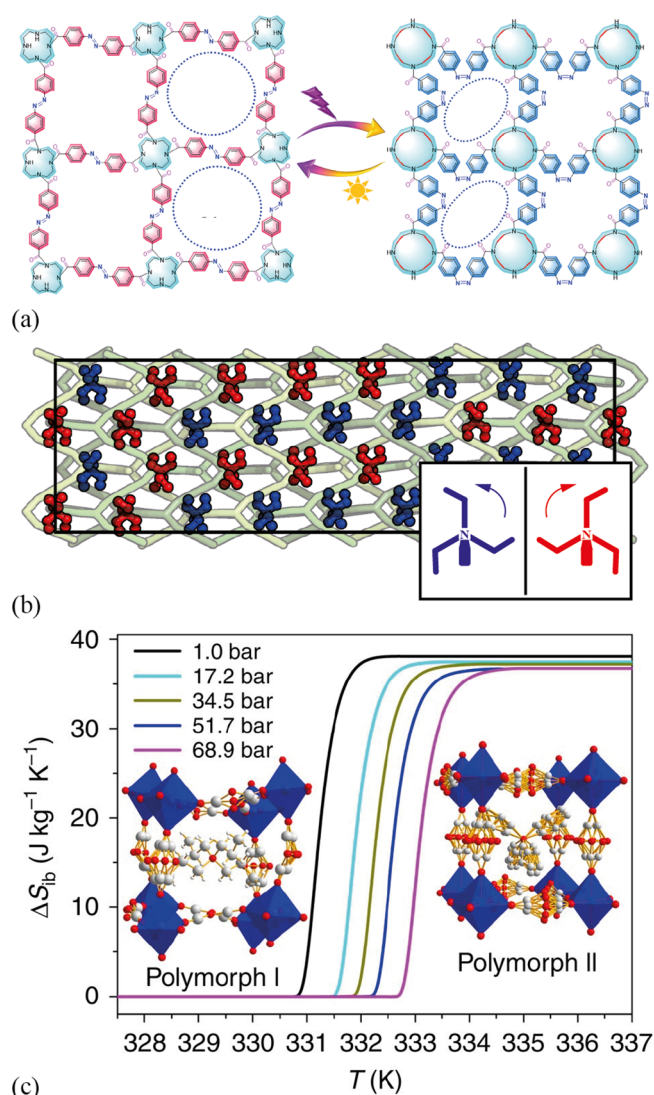 (a)
(b)
N
N
(c)
40
30
20
10
0
ΔS_ib (J kg⁻¹ K⁻¹)
1.0 bar
17.2 bar
34.5 bar
51.7 bar
68.9 bar
Polymorph I
Polymorph II
328 329 330 331 332 333 334 335 336 337
T (K)